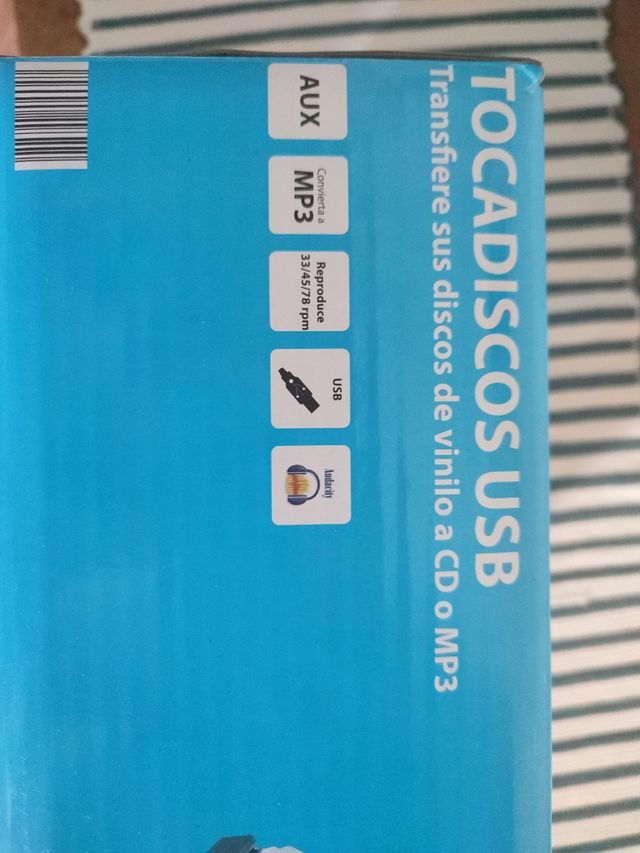 TOCADISCOS USB
Transfiere sus discos de vinilo a CD o MP3
AUX
Convierta a
MP3
Reproduce
33/45/78 rpm
USB
Audacity